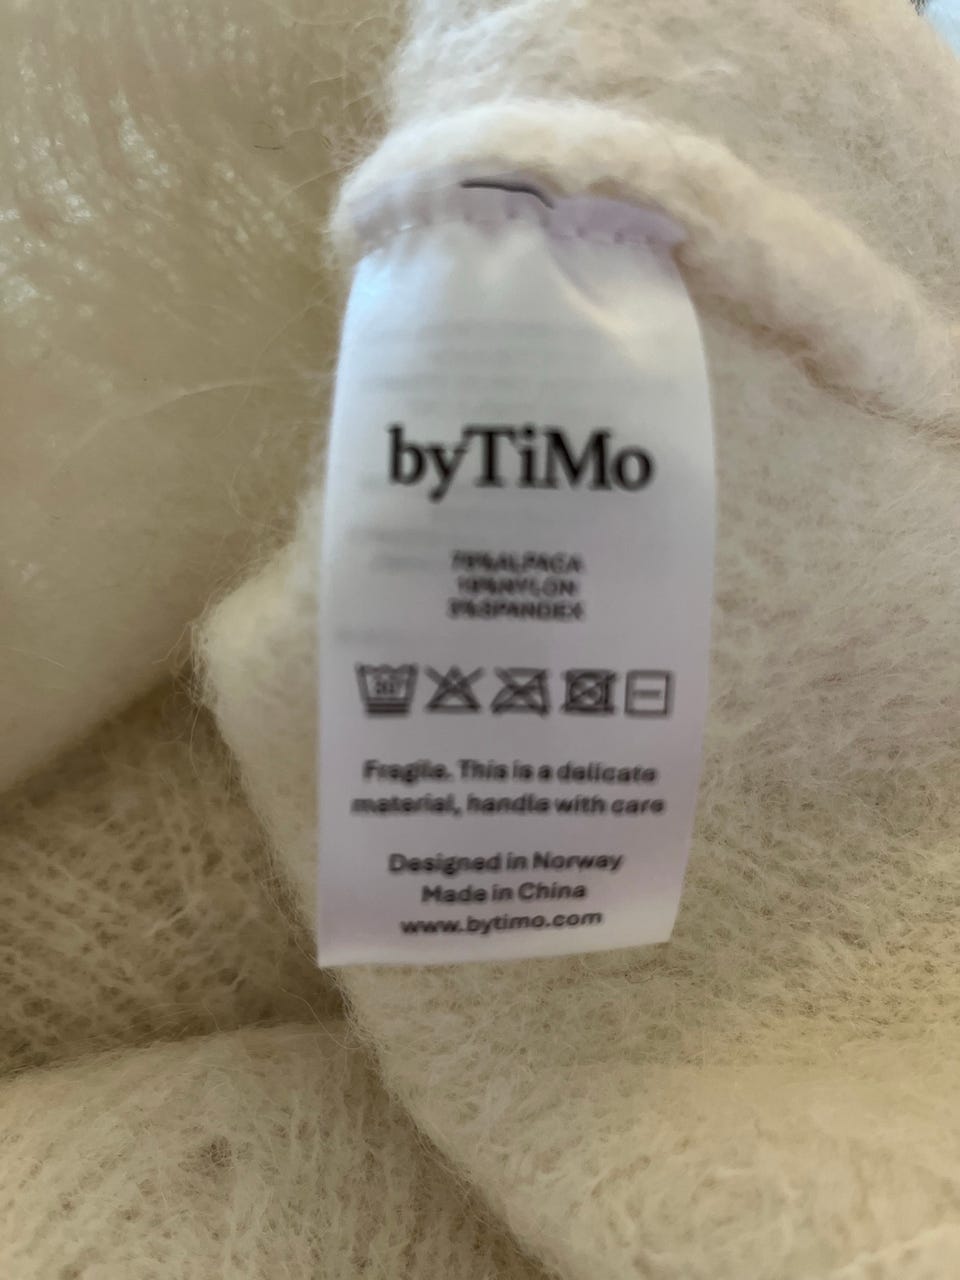 byTiMo
ALPACA
NYLON
SPANDEX
30°
Fragile. This is a delicate
material, handle with care
Designed in Norway
Made in China
www.bytimo.com